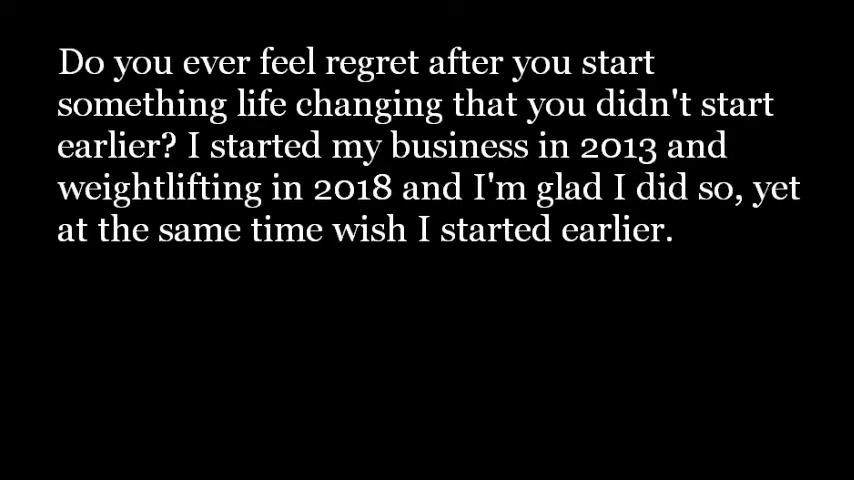 Do you ever feel regret after you start
something life changing that you didn't start
earlier? I started my business in 2013 and
weightlifting in 2018 and I'm glad I did so, yet
at the same time wish I started earlier.